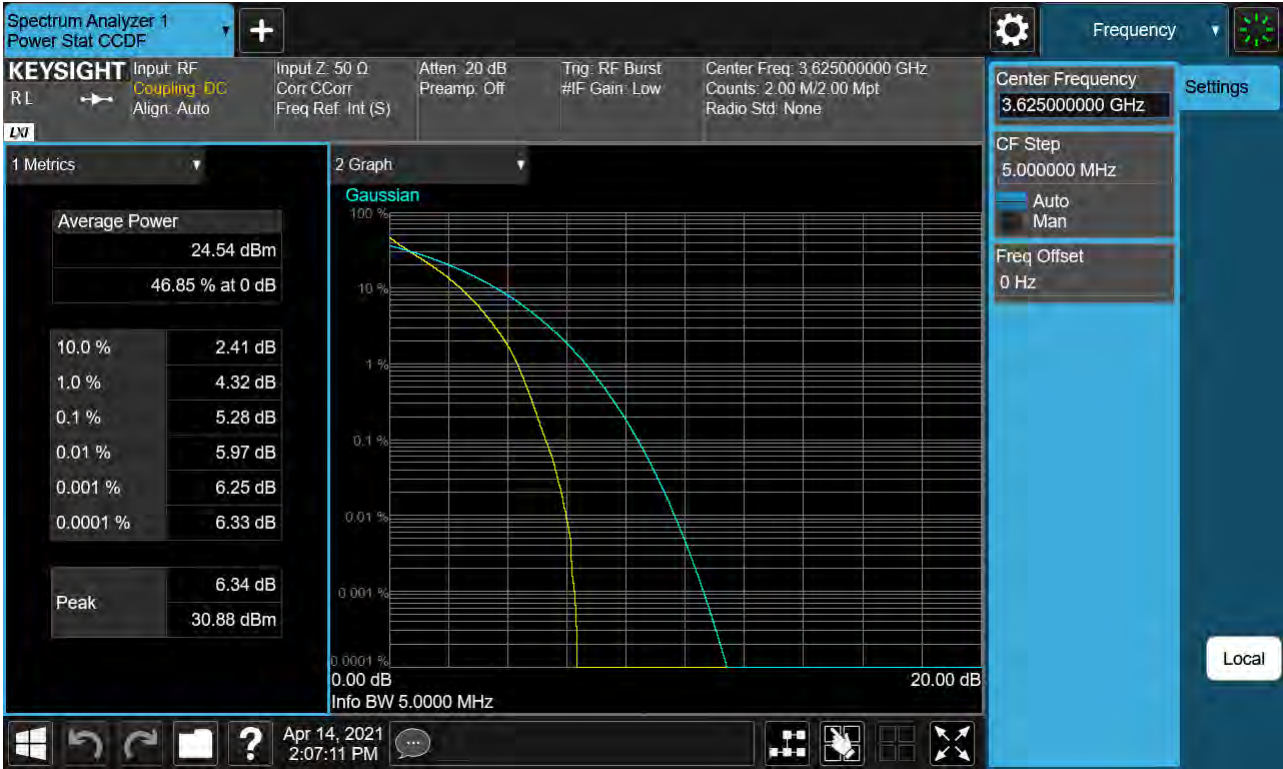 Spectrum Analyzer 1
Power Stat CCDF
Frequency
KEYSIGHT
R L
LXI
Input: RF
Coupling: DC
Align: Auto
Input Z: 50 Ω
Corr CCorr
Freq Ref: Int (S)
Atten: 20 dB
Preamp: Off
Trig: RF Burst
#IF Gain: Low
Center Freq: 3.625000000 GHz
Counts: 2.00 M/2.00 Mpt
Radio Std: None
Center Frequency
3.625000000 GHz
Settings
CF Step
5.000000 MHz
Auto
Man
Freq Offset
0 Hz
Local
1 Metrics
Average Power
24.54 dBm
46.85 % at 0 dB
10.0 % 2.41 dB
1.0 % 4.32 dB
0.1 % 5.28 dB
0.01 % 5.97 dB
0.001 % 6.25 dB
0.0001 % 6.33 dB
Peak
6.34 dB
30.88 dBm
2 Graph
Gaussian
100 %
10 %
1 %
0.1 %
0.01 %
0.001 %
0.0001 %
0.00 dB 20.00 dB
Info BW 5.0000 MHz
?
Apr 14, 2021
2:07:11 PM